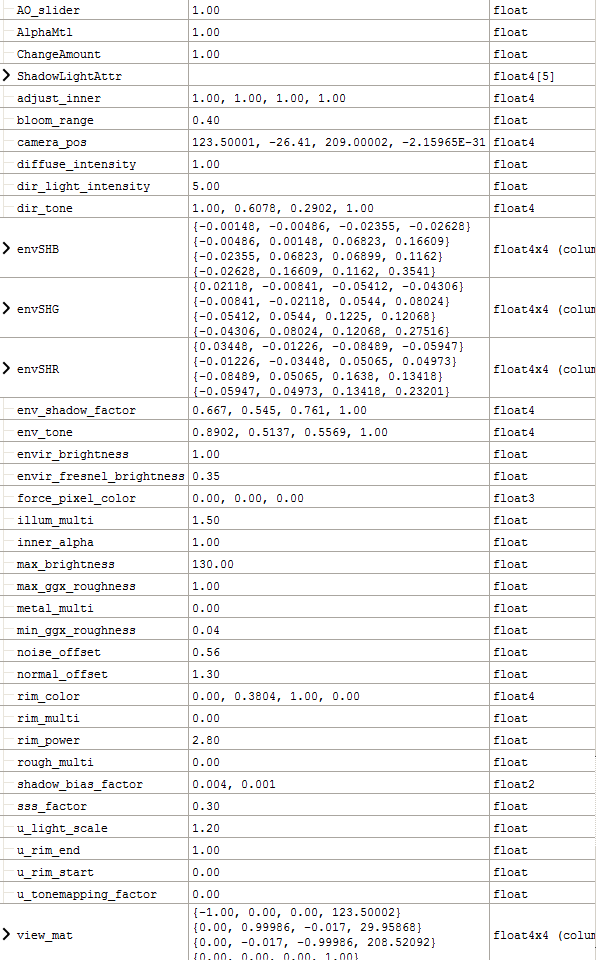 AO_slider 1.00 float
AlphaMtl 1.00 float
ChangeAmount 1.00 float
ShadowLightAttr float4[5]
adjust_inner 1.00, 1.00, 1.00, 1.00 float4
bloom_range 0.40 float
camera_pos 123.50001, -26.41, 209.00002, -2.15965E-31 float4
diffuse_intensity 1.00 float
dir_light_intensity 5.00 float
dir_tone 1.00, 0.6078, 0.2902, 1.00 float4
{-0.00148, -0.00486, -0.02355, -0.02628}
{-0.00486, 0.00148, 0.06823, 0.16609}
envSHB float4x4 (colum
{-0.02355, 0.06823, 0.06899, 0.1162}
{-0.02628, 0.16609, 0.1162, 0.3541}
{0.02118, -0.00841, -0.05412, -0.04306}
{-0.00841, -0.02118, 0.0544, 0.08024}
envSHG float4x4 (colum
{-0.05412, 0.0544, 0.1225, 0.12068}
{-0.04306, 0.08024, 0.12068, 0.27516}
{0.03448, -0.01226, -0.08489, -0.05947}
{-0.01226, -0.03448, 0.05065, 0.04973}
envSHR float4x4 (colum
{-0.08489, 0.05065, 0.1638, 0.13418}
{-0.05947, 0.04973, 0.13418, 0.23201}
env_shadow_factor 0.667, 0.545, 0.761, 1.00 float4
env_tone 0.8902, 0.5137, 0.5569, 1.00 float4
envir_brightness 1.00 float
envir_fresnel_brightness 0.35 float
force_pixel_color 0.00, 0.00, 0.00 float3
illum_multi 1.50 float
inner_alpha 1.00 float
max_brightness 130.00 float
max_ggx_roughness 1.00 float
metal_multi 0.00 float
min_ggx_roughness 0.04 float
noise_offset 0.56 float
normal_offset 1.30 float
rim_color 0.00, 0.3804, 1.00, 0.00 float4
rim_multi 0.00 float
rim_power 2.80 float
rough_multi 0.00 float
shadow_bias_factor 0.004, 0.001 float2
sss_factor 0.30 float
u_light_scale 1.20 float
u_rim_end 1.00 float
u_rim_start 0.00 float
u_tonemapping_factor 0.00 float
{-1.00, 0.00, 0.00, 123.50002}
{0.00, 0.99986, -0.017, 29.95868}
view_mat float4x4 (colum
{0.00, -0.017, -0.99986, 208.52092}
{0.00, 0.00, 0.00, 1.00}